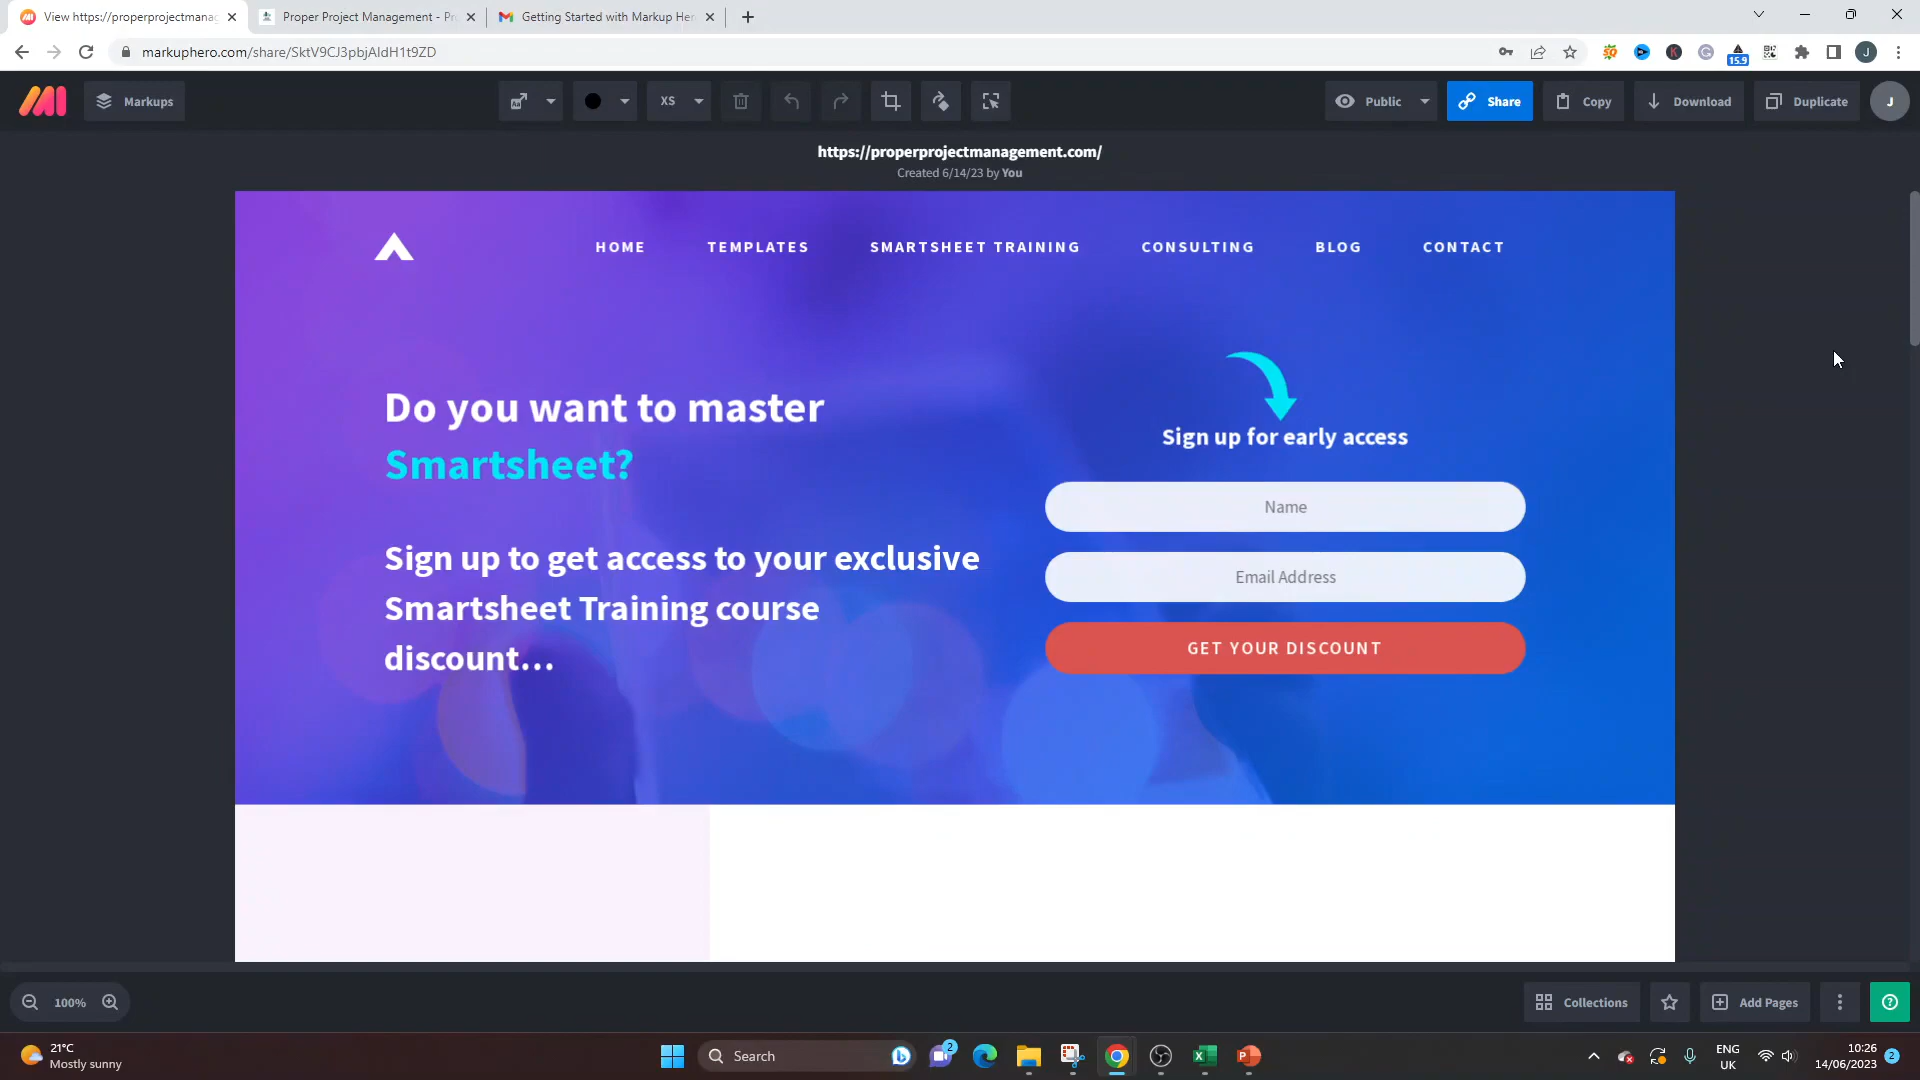 View https://properprojectmanag
Proper Project Management - Pr
Getting Started with Markup Her
markuphero.com/share/SktV9CJ3pbjAldH1t9ZD
15.9
J
Markups
XS
Public
Share
Copy
Download
Duplicate
J
https://properprojectmanagement.com/
Created 6/14/23 by You
HOME
TEMPLATES
SMARTSHEET TRAINING
CONSULTING
BLOG
CONTACT
Do you want to master
Smartsheet?
Sign up for early access
Name
Sign up to get access to your exclusive
Smartsheet Training course
discount...
Email Address
GET YOUR DISCOUNT
100%
Collections
Add Pages
21°C
Mostly sunny
Search
2
ENG
UK
10:26
14/06/2023
2